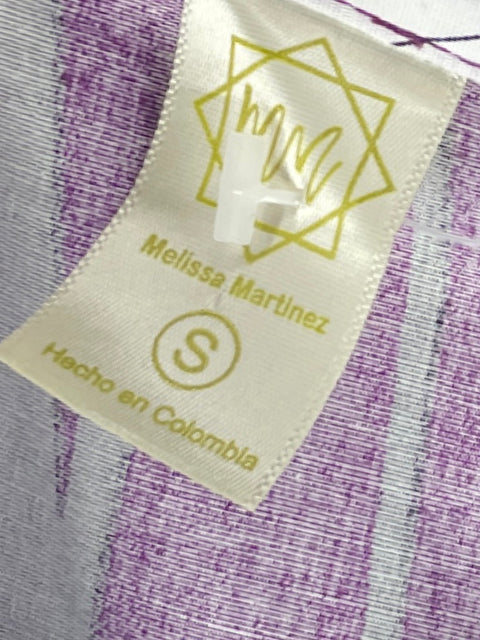 Melissa Martinez
S
Hecho en Colombia